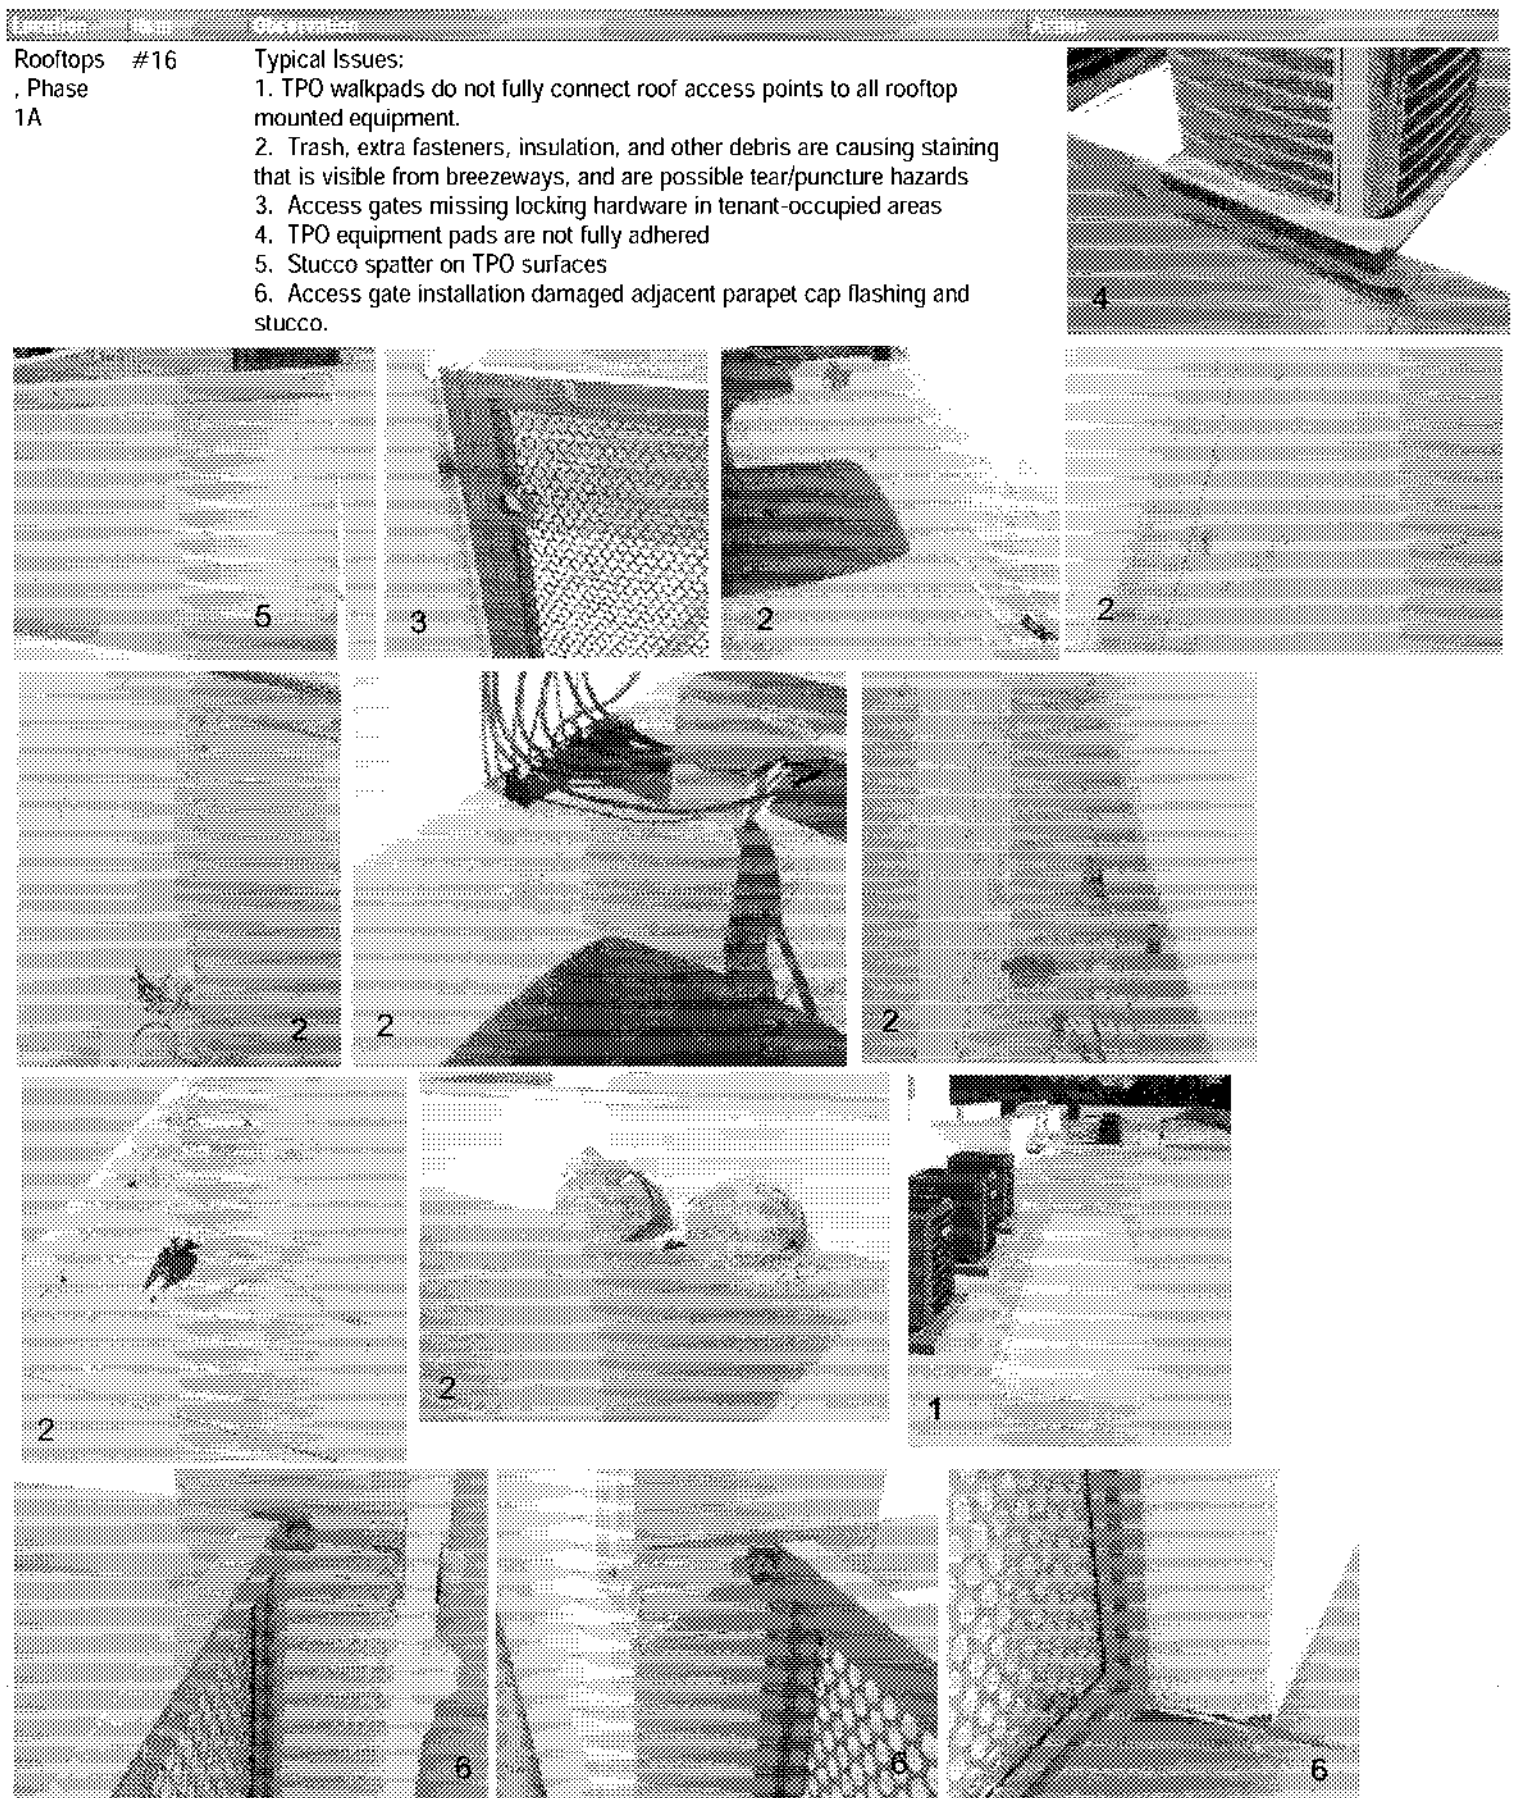 Rooftops #16 Typical Issues:
, Phase 1. TPO walkpads do not fully connect roof access points to all rooftop
1A mounted equipment.
2. Trash, extra fasteners, insulation, and other debris are causing staining
that is visible from breezeways, and are possible tear/puncture hazards
3. Access gates missing locking hardware in tenant-occupied areas
4. TPO equipment pads are not fully adhered
5. Stucco spatter on TPO surfaces
6. Access gate installation damaged adjacent parapet cap flashing and
stucco.
4
5 3 2 2
2 2 2
2 2 1
6 6 6